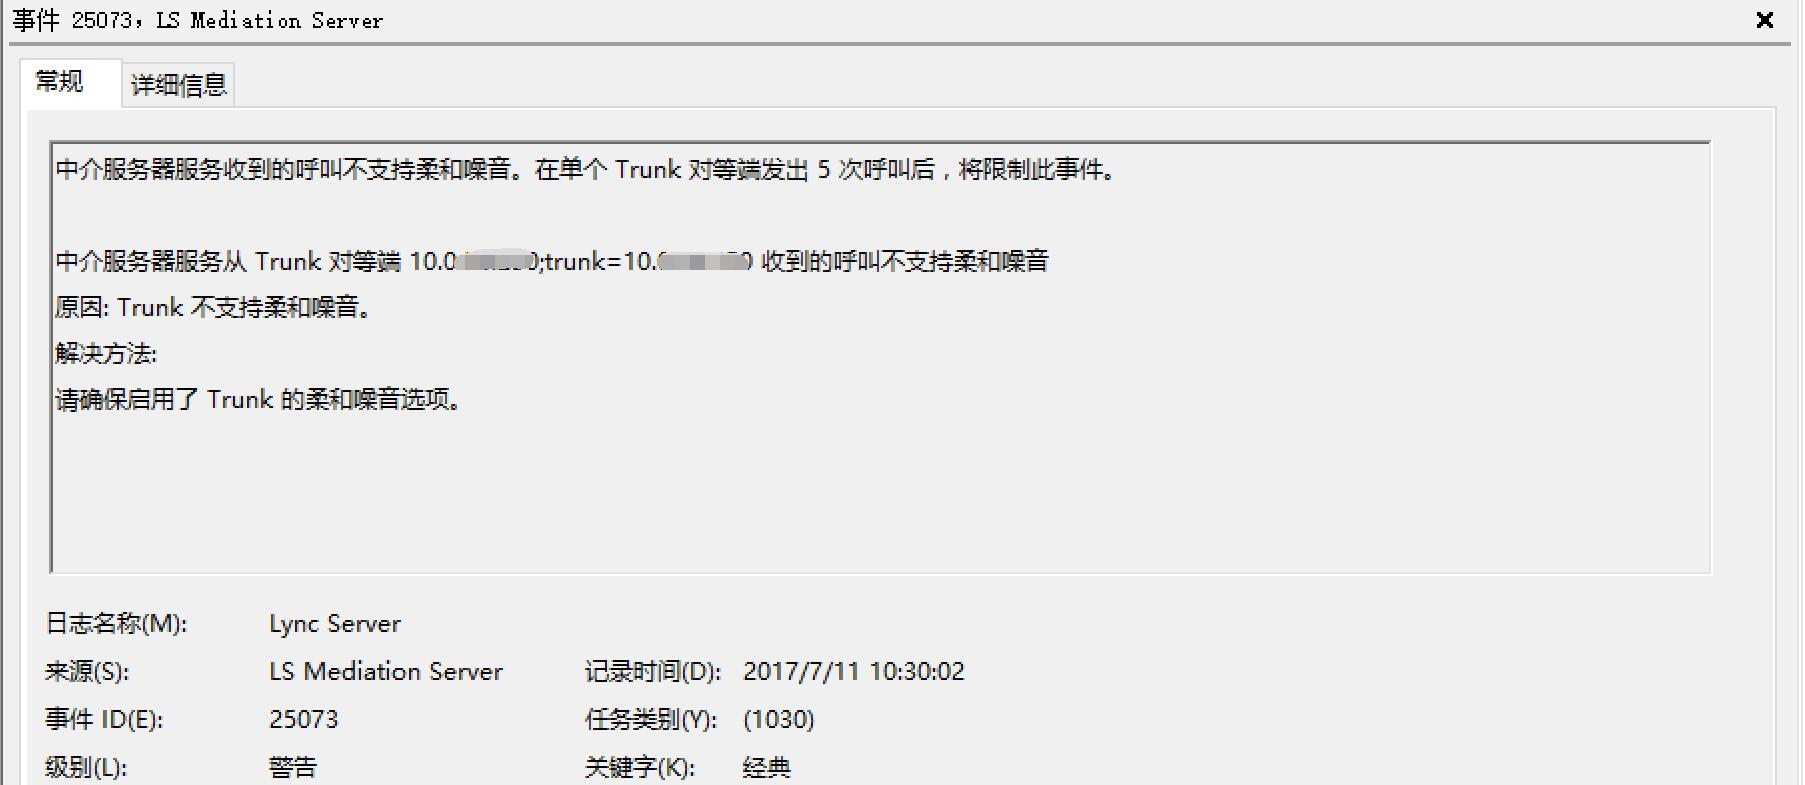 事件 25073，LS Mediation Server
常规
详细信息
中介服务器服务收到的呼叫不支持柔和噪音。在单个 Trunk 对等端发出 5 次呼叫后，将限制此事件。
中介服务器服务从 Trunk 对等端 10.0 0;trunk=10. 0 收到的呼叫不支持柔和噪音
原因: Trunk 不支持柔和噪音。
解决方法:
请确保启用了 Trunk 的柔和噪音选项。
日志名称(M): Lync Server
来源(S): LS Mediation Server 记录时间(D): 2017/7/11 10:30:02
事件 ID(E): 25073 任务类别(Y): (1030)
级别(L): 警告 关键字(K): 经典